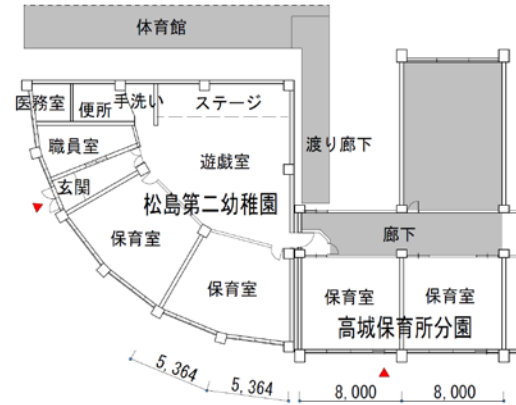 体育館
医務室
便所
手洗い
ステージ
職員室
遊戯室
渡り廊下
玄関
松島第二幼稚園
保育室
廊下
保育室
保育室
保育室
高城保育所分園
5,364
5,364
8,000
8,000